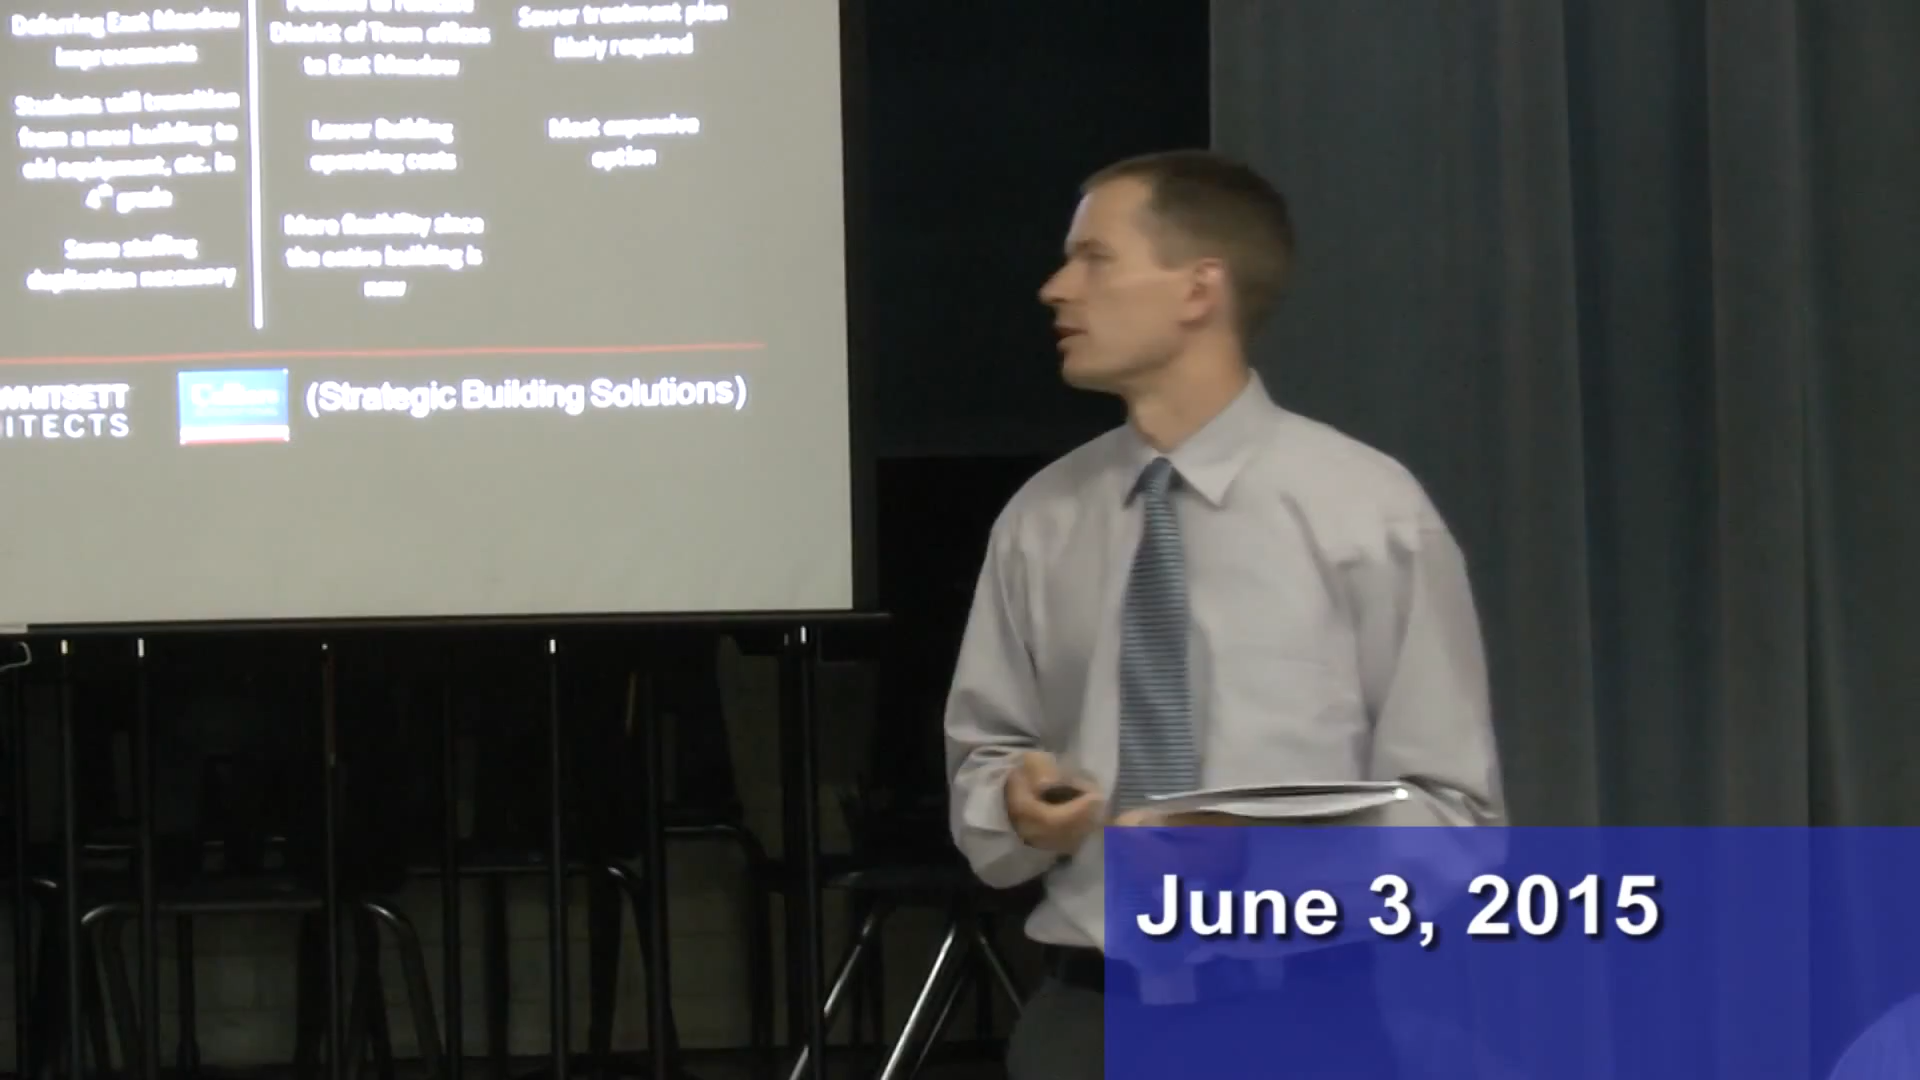 Deferring East Meadow
Improvements
Students will transition
from a new building to
old equipment, etc. in
4th grade
Some staffing
duplication necessary
District of Town offices
to East Meadow
Lower Building
operating costs
More flexibility since
the entire building is
new
Sewer treatment plan
likely required
Most expensive
option
WHITSETT
ITECTS
Colliers
(Strategic Building Solutions)
June 3, 2015